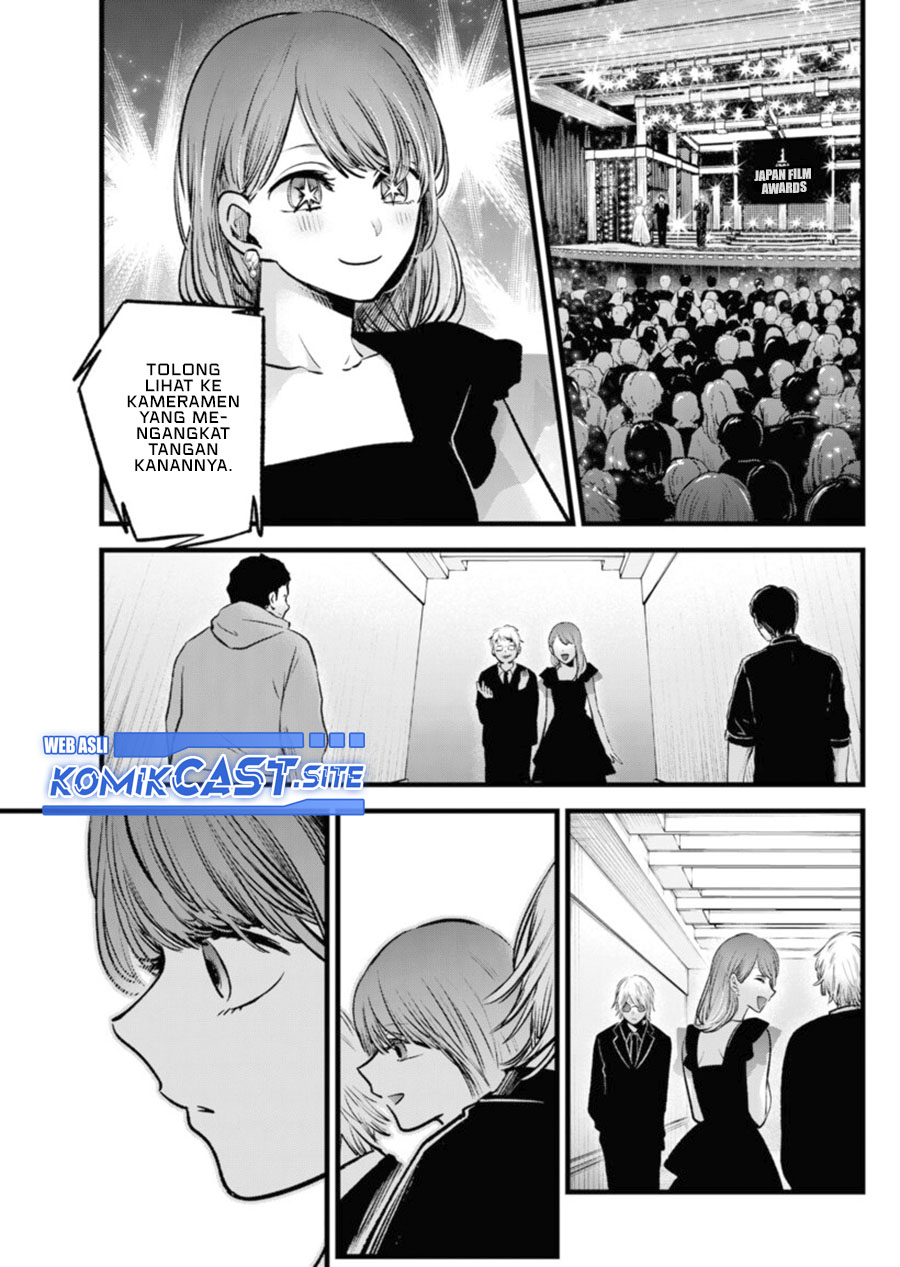 JAPAN FILM
AWARDS
TOLONG
LIHAT KE
KAMERAMEN
YANG ME-
NGANGKAT
TANGAN
KANANNYA.
WEB ASLI
KOMIKCAST.SITE